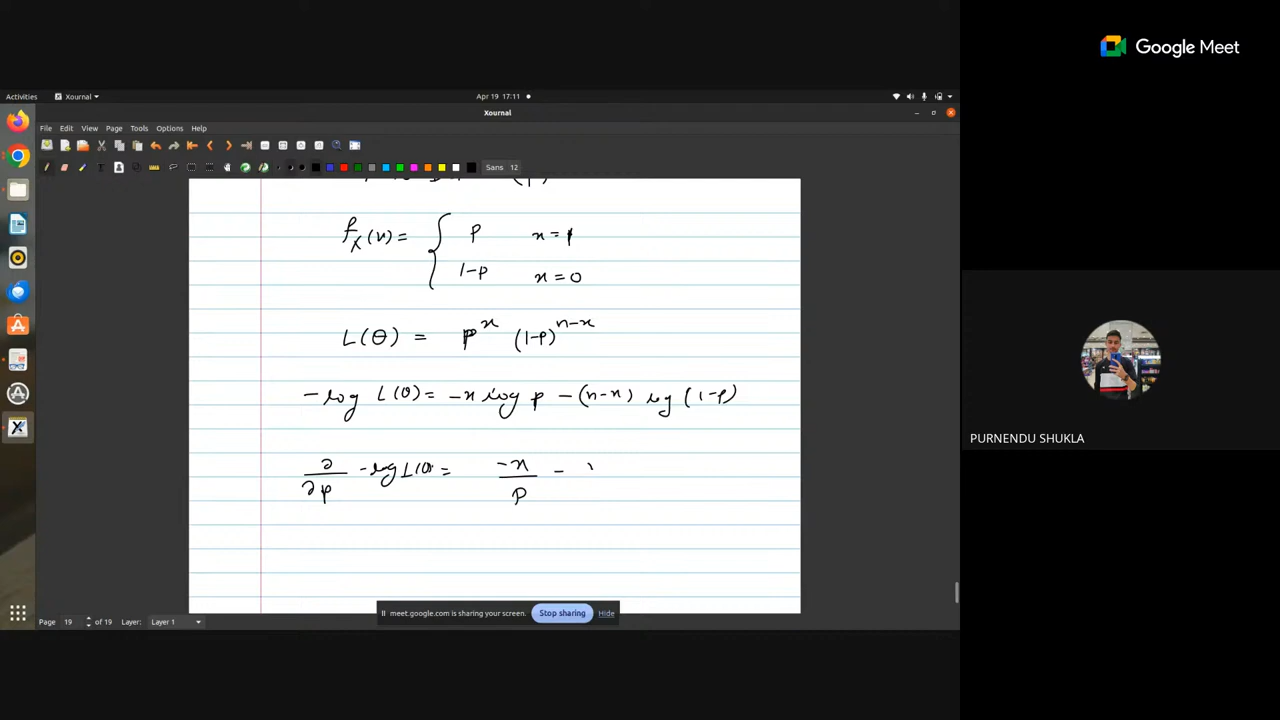 Google Meet
Activities Xournal Apr 19 17:11
Xournal
File Edit View Page Tools Options Help
Sans 12
f_X(x) = { p x = 1
1-p x = 0
L(θ) = p^x (1-p)^{n-x}
-log L(θ) = -x log p - (n-x) log (1-p)
∂/∂p -log L(θ) = -x/p -
PURNENDU SHUKLA
meet.google.com is sharing your screen. Stop sharing Hide
Page 19 of 19 Layer: Layer 1